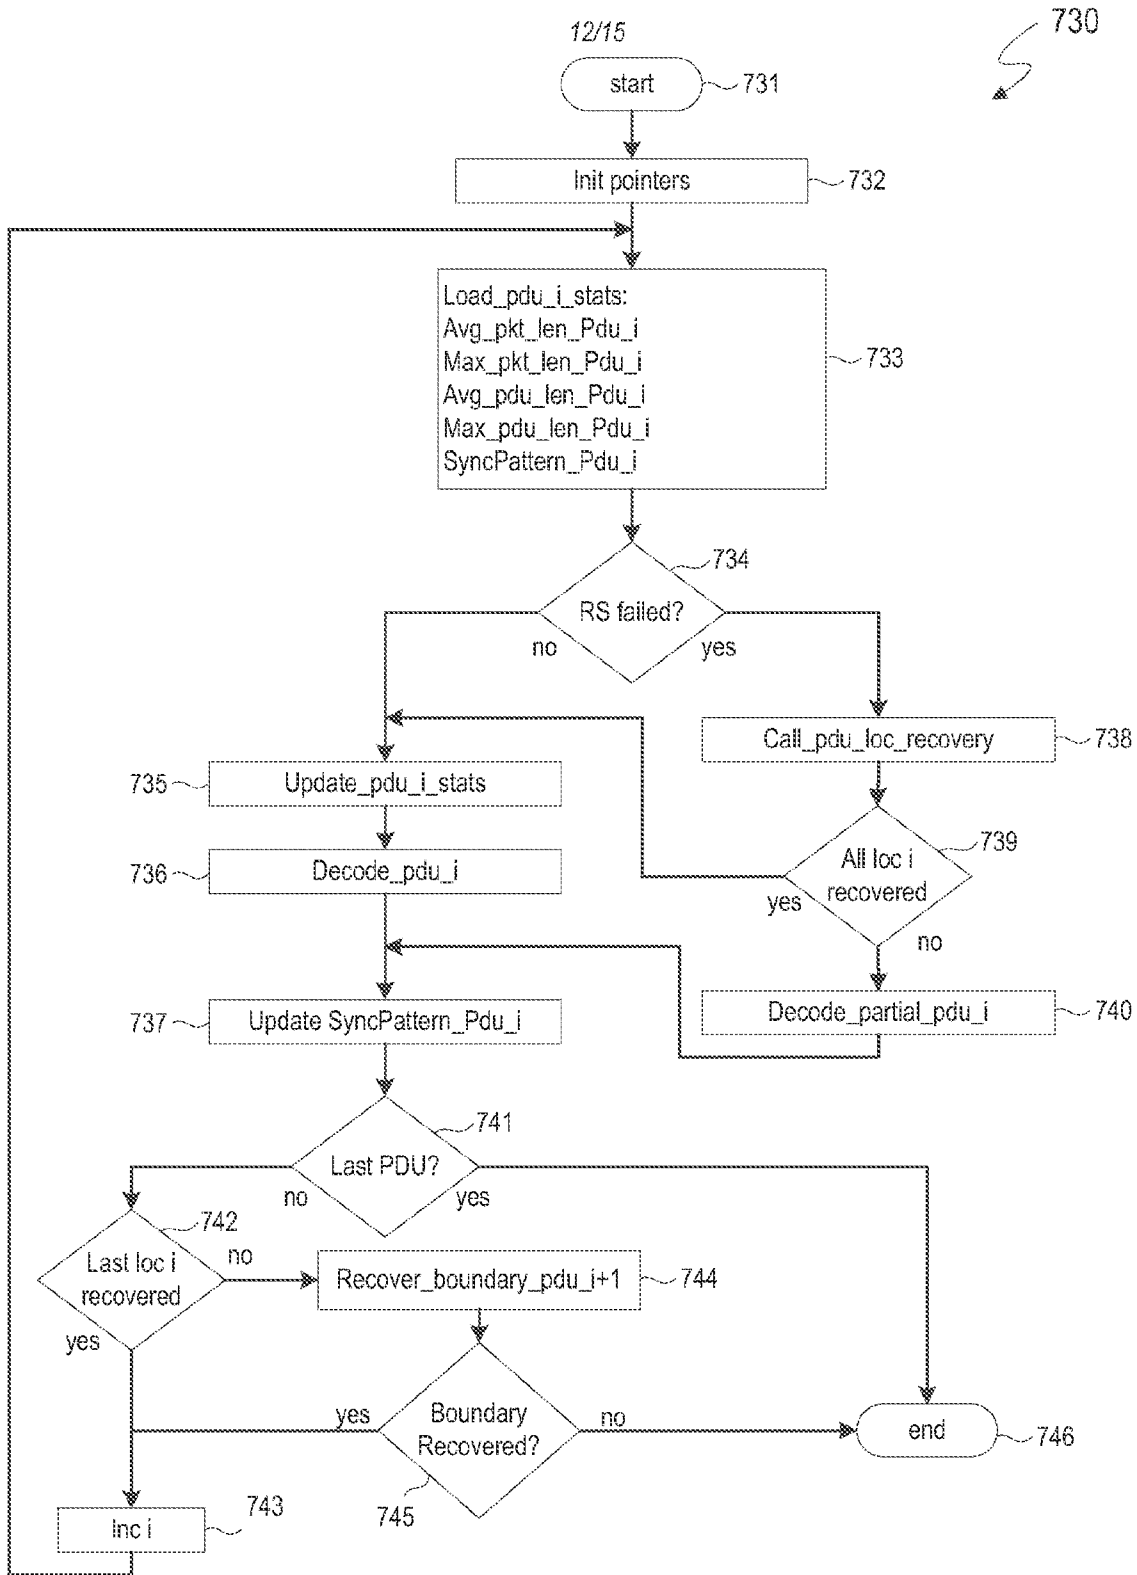 12/15
730
start
731
Init pointers
732
Load_pdu_i_stats:
Avg_pkt_len_Pdu_i
Max_pkt_len_Pdu_i
Avg_pdu_len_Pdu_i
Max_pdu_len_Pdu_i
SyncPattern_Pdu_i
733
734
RS failed?
no
yes
Call_pdu_loc_recovery
738
735
Update_pdu_i_stats
739
All loc i
recovered
yes
no
736
Decode_pdu_i
737
Update SyncPattern_Pdu_i
Decode_partial_pdu_i
740
741
Last PDU?
no
yes
742
Last loc i
recovered
no
yes
Recover_boundary_pdu_i+1
744
Boundary
Recovered?
yes
no
745
end
746
Inc i
743